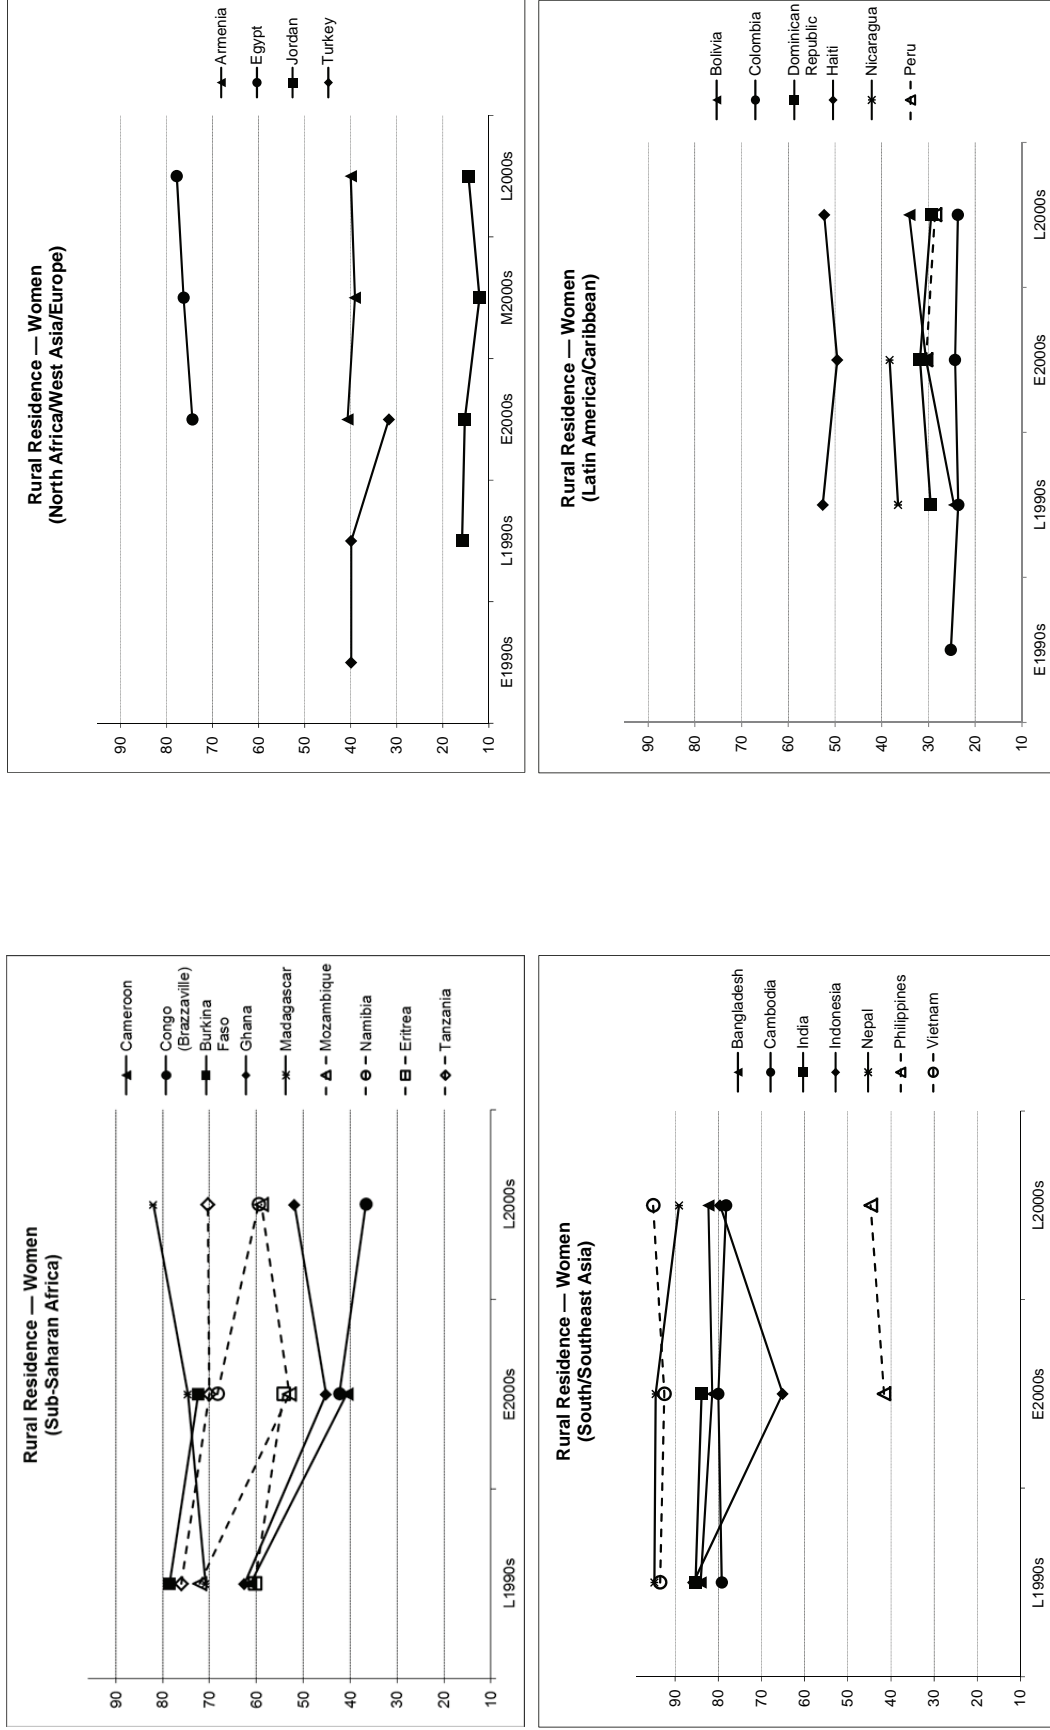 Rural Residence — Women
(Sub-Saharan Africa)
90
80
70
60
50
40
30
20
10
L1990s
E2000s
L2000s
Cameroon
Congo
(Brazzaville)
Burkina
Faso
Ghana
Madagascar
Mozambique
Namibia
Eritrea
Tanzania
Rural Residence — Women
(North Africa/West Asia/Europe)
90
80
70
60
50
40
30
20
10
E1990s
L1990s
E2000s
M2000s
L2000s
Armenia
Egypt
Jordan
Turkey
Rural Residence — Women
(South/Southeast Asia)
90
80
70
60
50
40
30
20
10
L1990s
E2000s
L2000s
Bangladesh
Cambodia
India
Indonesia
Nepal
Philippines
Vietnam
Rural Residence — Women
(Latin America/Caribbean)
90
80
70
60
50
40
30
20
10
E1990s
L1990s
E2000s
L2000s
Bolivia
Colombia
Dominican
Republic
Haiti
Nicaragua
Peru